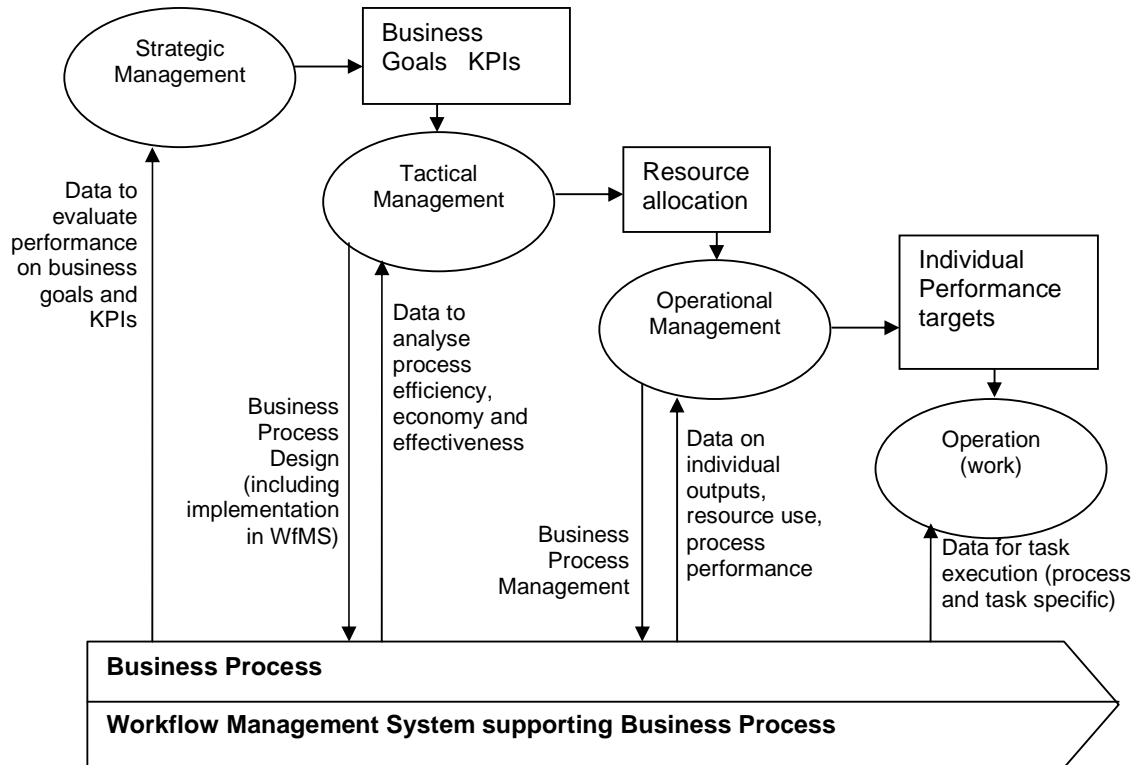 Strategic
Management
Business
Goals KPIs
Tactical
Management
Resource
allocation
Individual
Performance
targets
Operational
Management
Operation
(work)
Data to
evaluate
performance
on business
goals and
KPIs
Business
Process
Design
(including
implementation
in WfMS)
Data to
analyse
process
efficiency,
economy and
effectiveness
Business
Process
Management
Data on
individual
outputs,
resource use,
process
performance
Data for task
execution (process
and task specific)
Business Process
Workflow Management System supporting Business Process